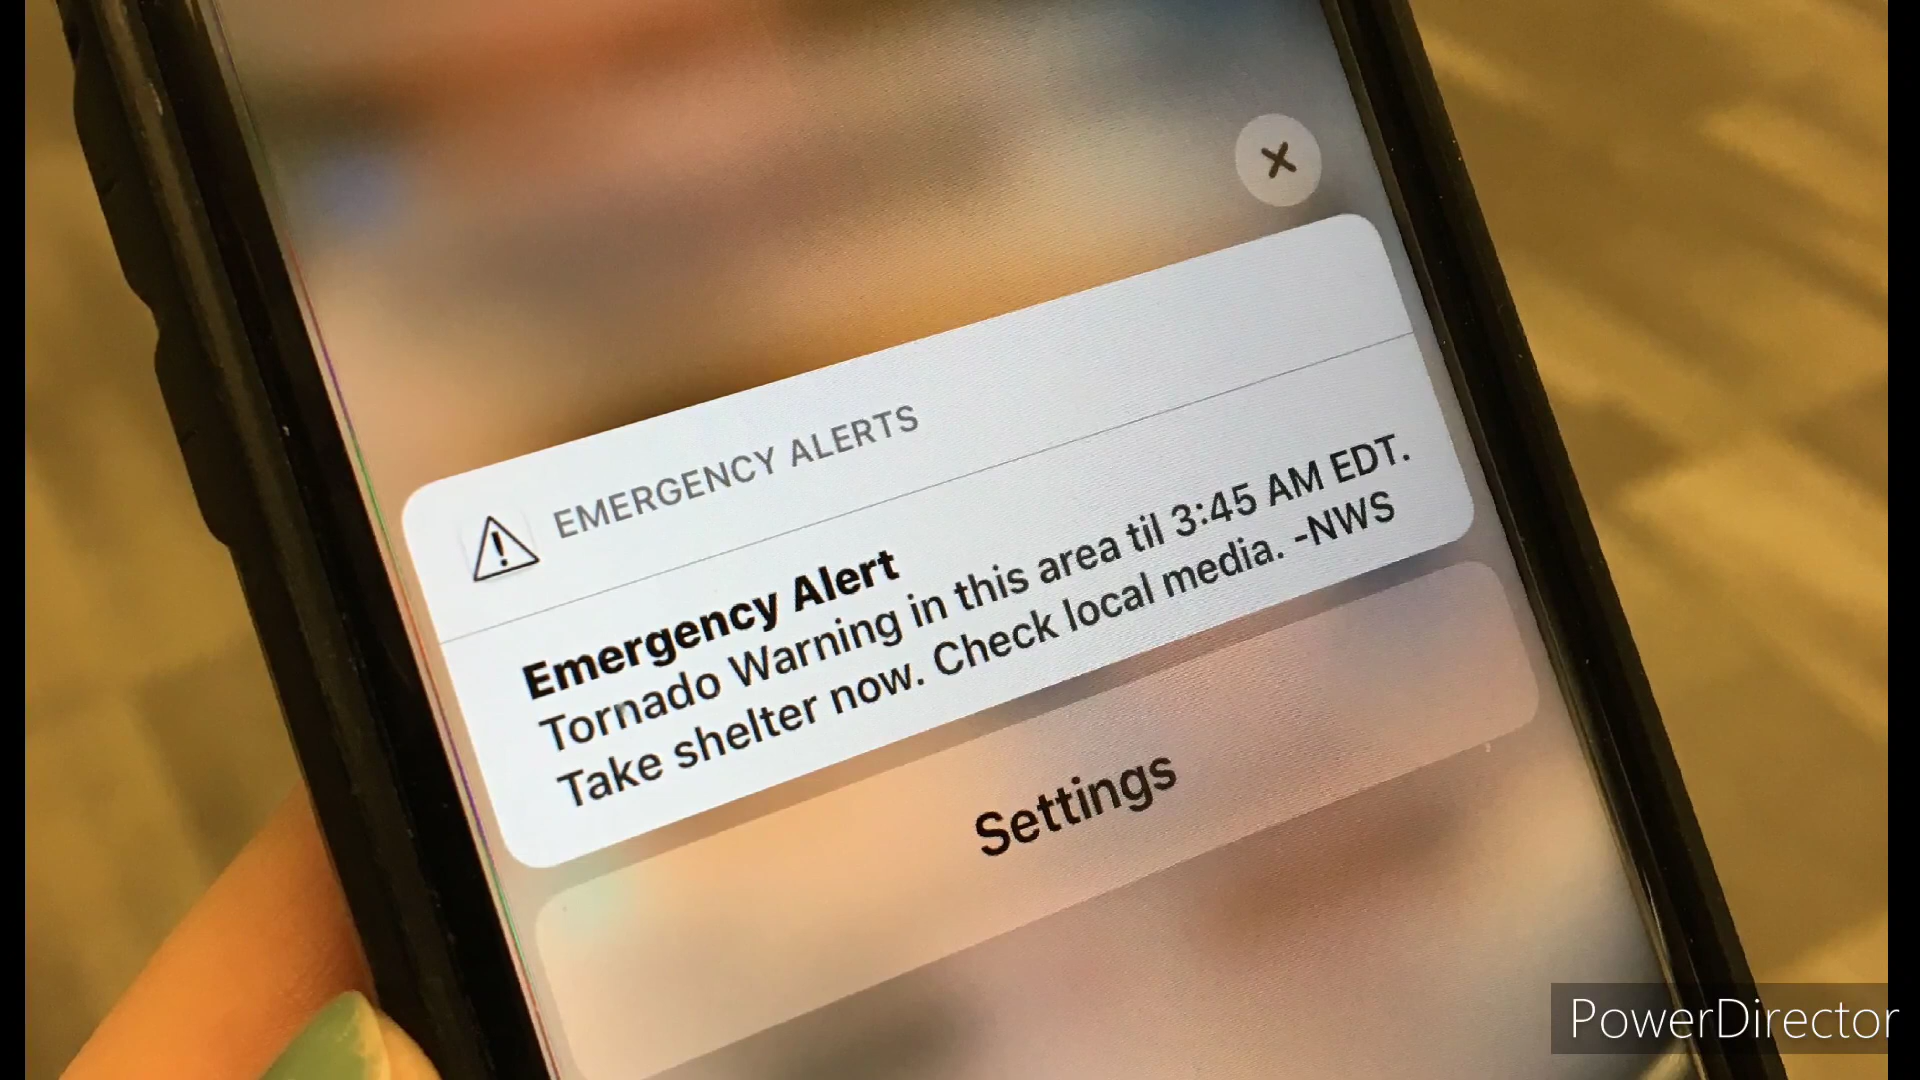 EMERGENCY ALERTS
Emergency Alert
Tornado Warning in this area til 3:45 AM EDT.
Take shelter now. Check local media. -NWS
Settings
PowerDirector